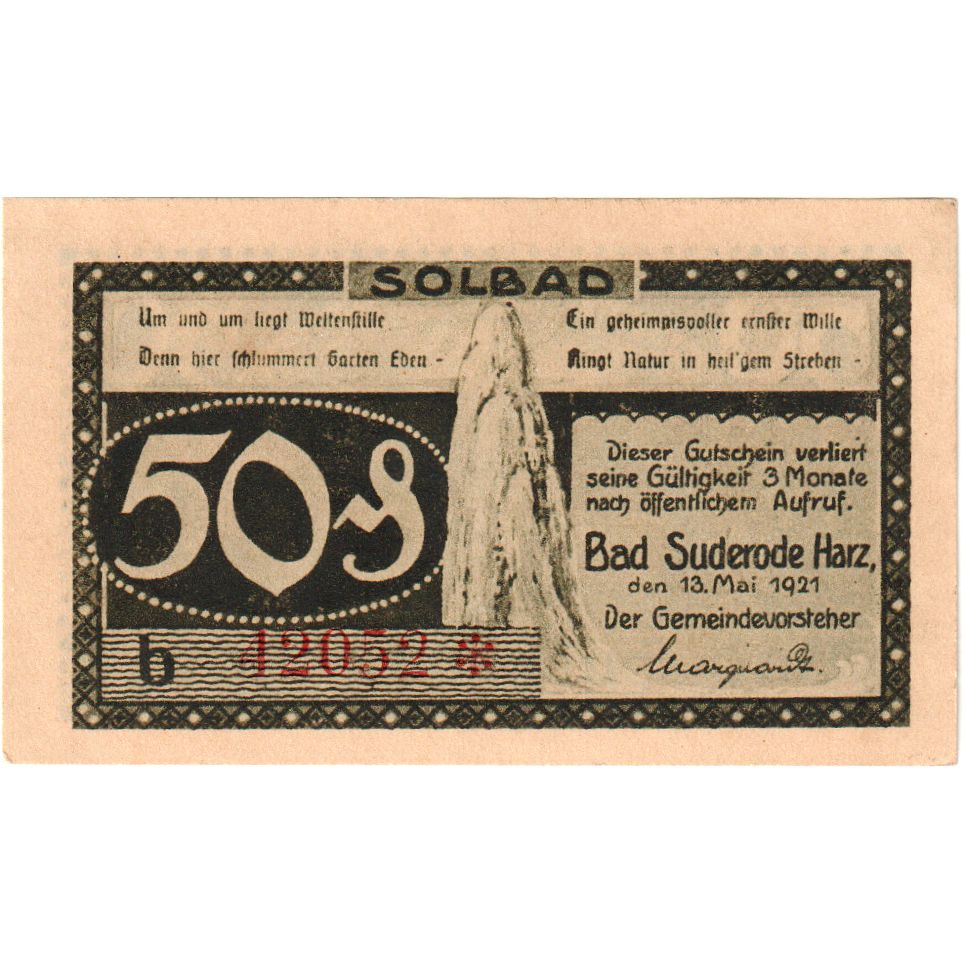 SOLBAD
Um und um liegt Weltenstille
Denn hier schlummert Garten Eden -
Ein geheimnisvoller ernster Wille
Ringt Natur in heil'gem Streben -
50 ₰
Dieser Gutschein verliert
seine Gültigkeit 3 Monate
nach öffentlichem Aufruf.
Bad Suderode Harz,
den 13. Mai 1921
Der Gemeindevorsteher
Marquardt.
b 42052 *